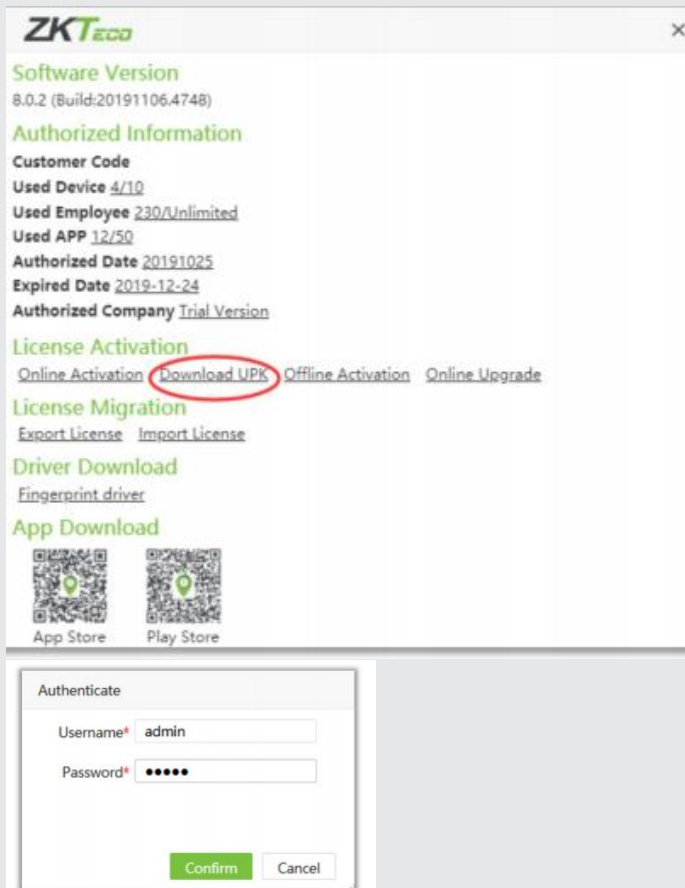 ZKTeco
×
Software Version
8.0.2 (Build:20191106.4748)
Authorized Information
Customer Code
Used Device 4/10
Used Employee 230/Unlimited
Used APP 12/50
Authorized Date 20191025
Expired Date 2019-12-24
Authorized Company Trial Version
License Activation
Online Activation Download UPK Offline Activation Online Upgrade
License Migration
Export License Import License
Driver Download
Fingerprint driver
App Download
App Store Play Store
Authenticate
Username* admin
Password* •••••
Confirm Cancel